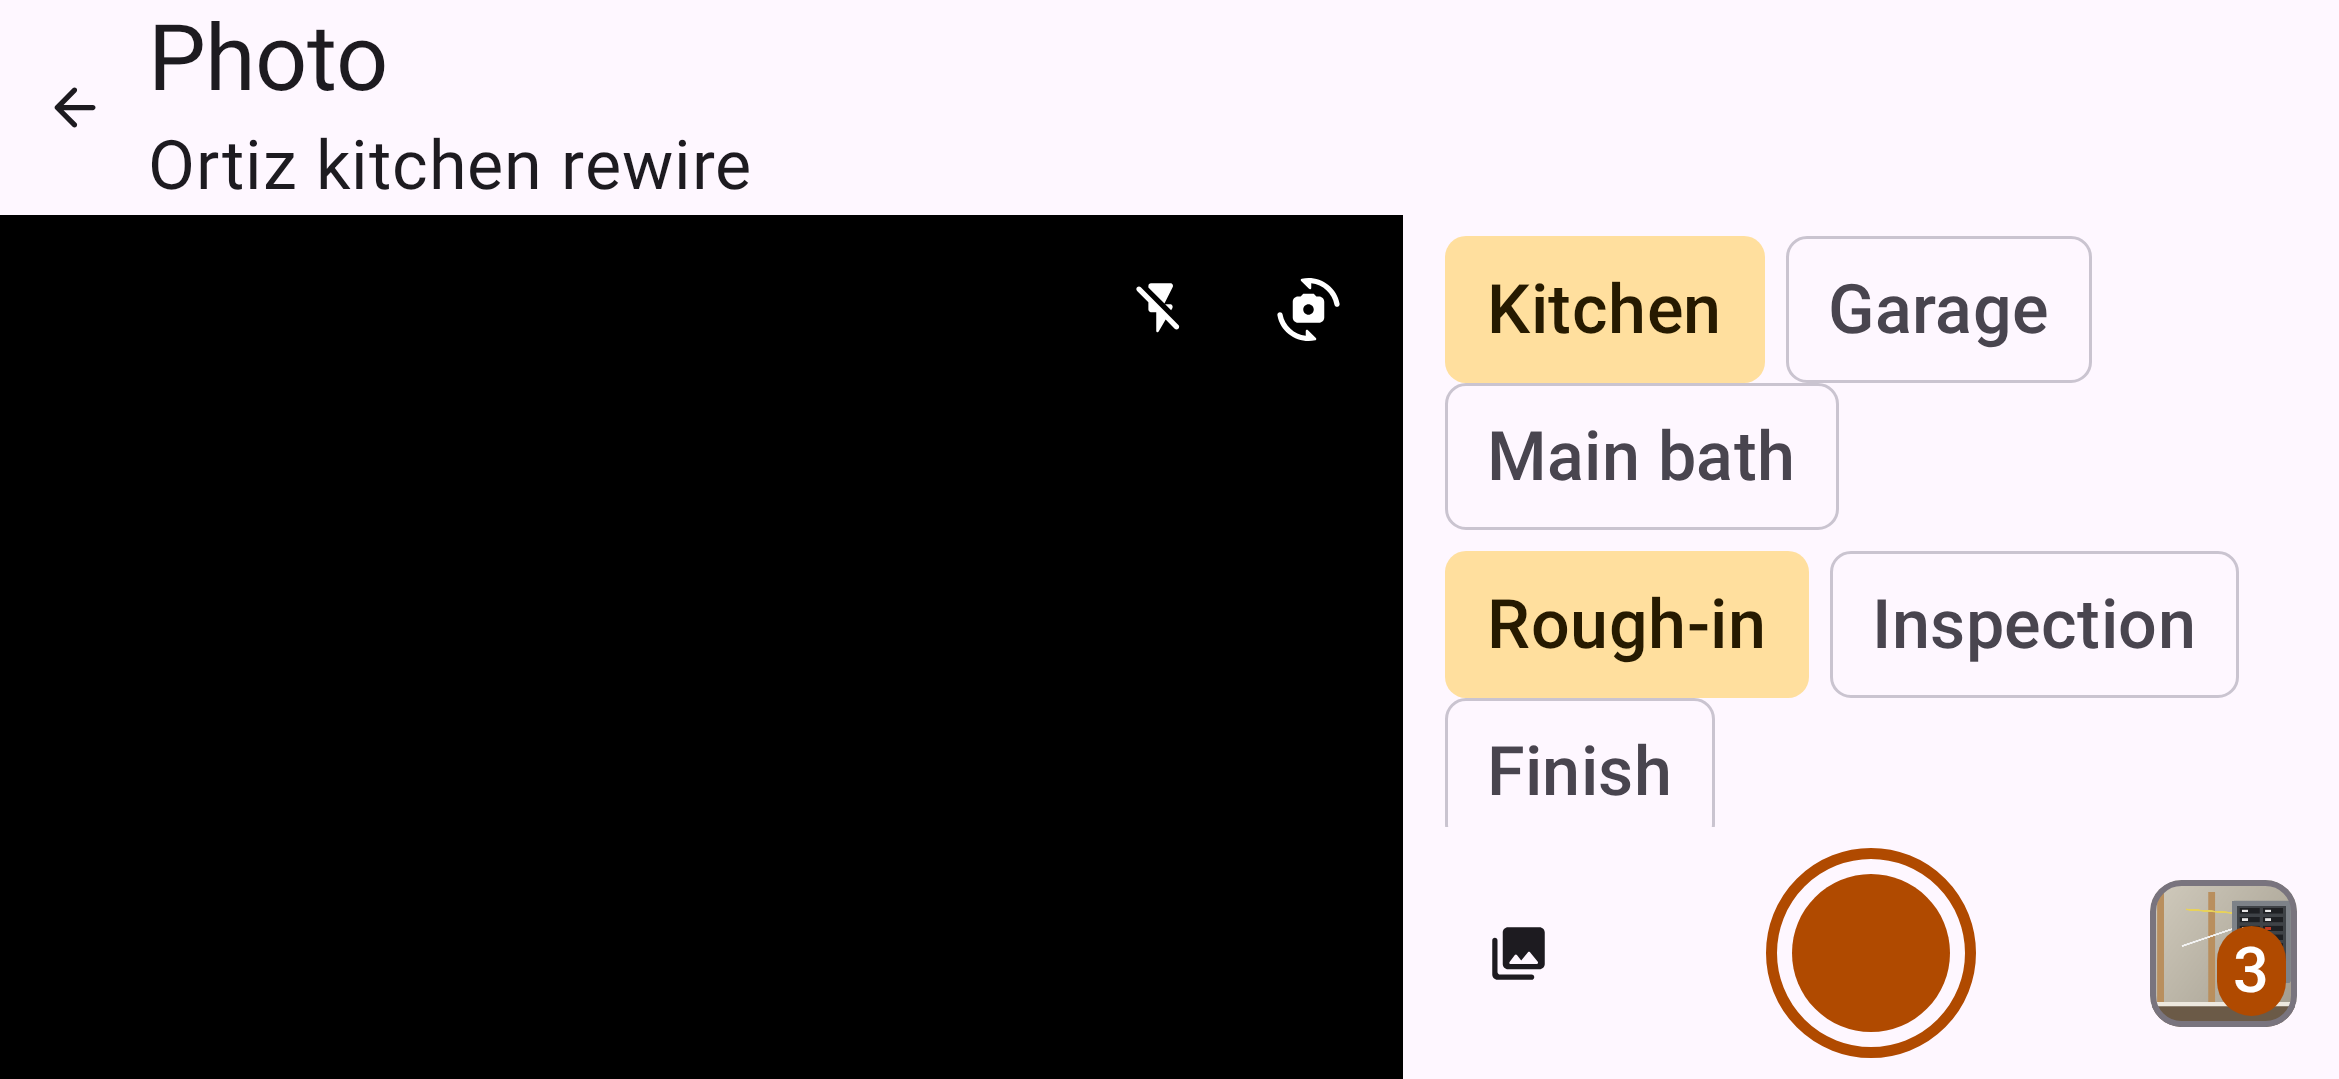 Photo
Ortiz kitchen rewire
Kitchen
Garage
Main bath
Rough-in
Inspection
Finish
3